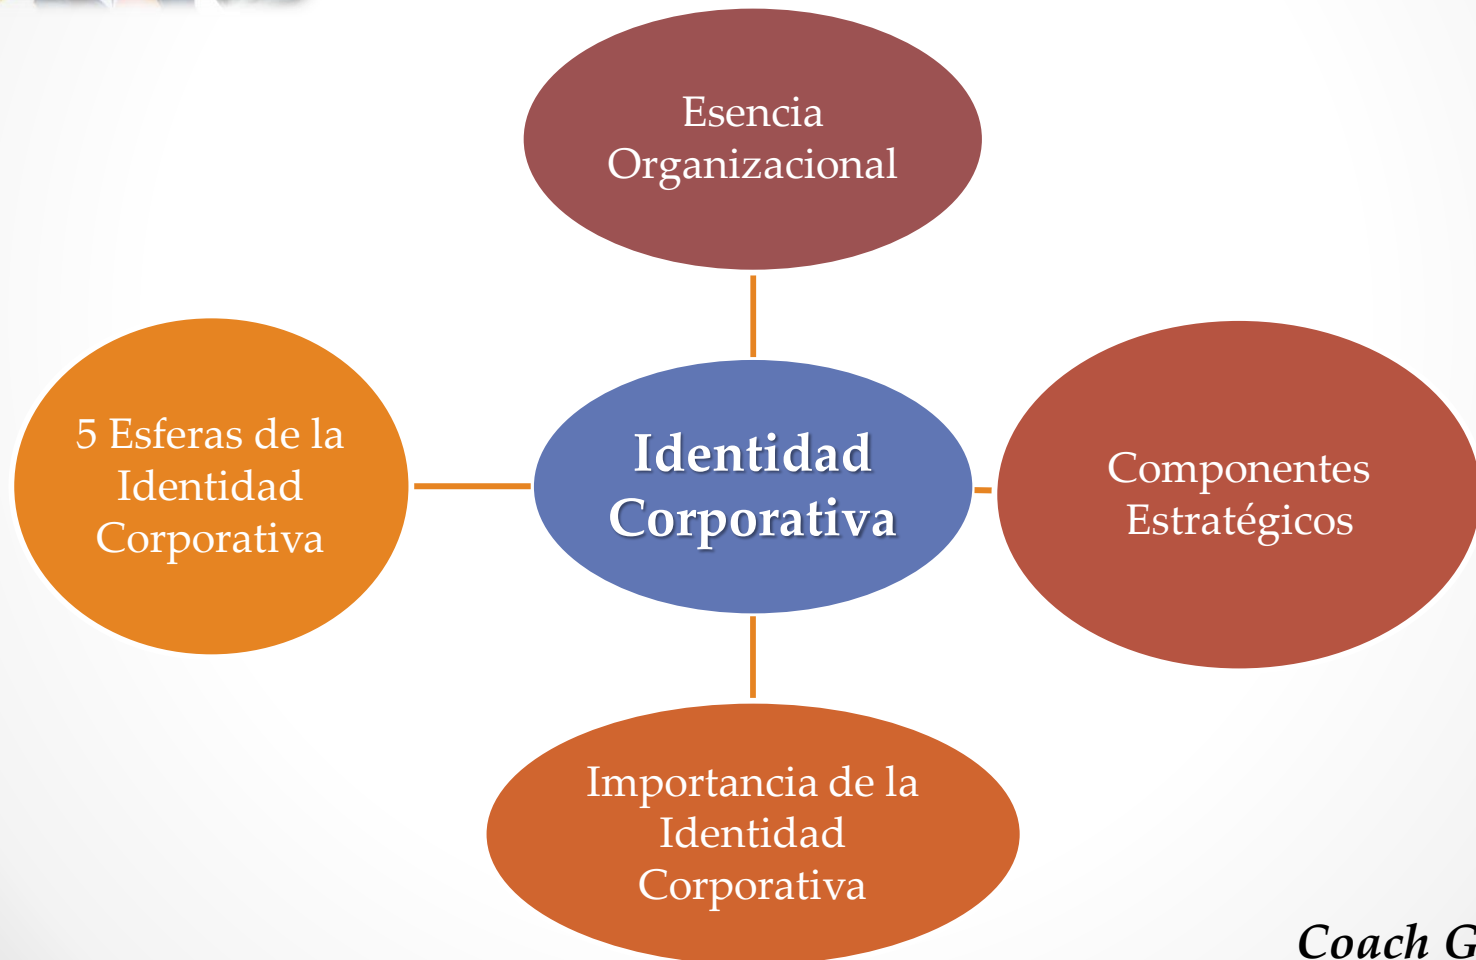 Esencia
Organizacional
5 Esferas de la
Identidad
Corporativa
Identidad
Corporativa
Componentes
Estratégicos
Importancia de la
Identidad
Corporativa
Coach G